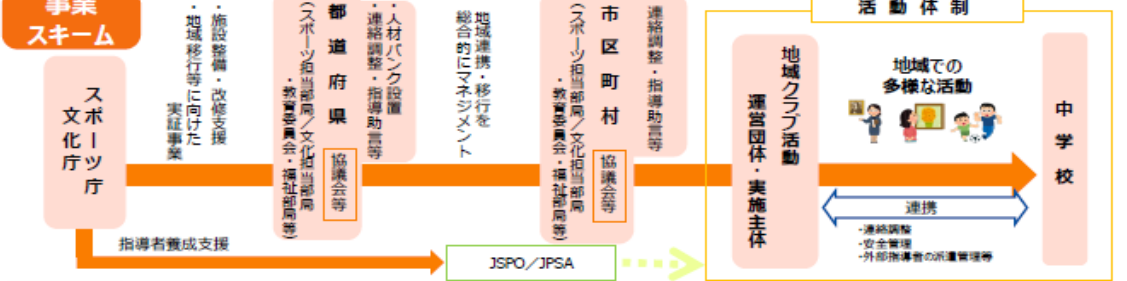 事業
スキーム
スポーツ庁
文化庁
・施設整備・改修支援
・地域移行等に向けた
実証事業
都道府県
（スポーツ担当部局／文化担当部局
・教育委員会・福祉部局等）
協議会等
・人材バンク設置
・連絡調整・指導助言等
地域連携・移行を
総合的にマネジメント
市区町村
（スポーツ担当部局／文化担当部局
・教育委員会・福祉部局等）
協議会等
連絡調整・指導助言等
指導者養成支援
JSPO／JPSA
活動体制
地域クラブ活動
運営団体・実施主体
地域での
多様な活動
連携
・連絡調整
・安全管理
・外部指導者の派遣管理等
中学校